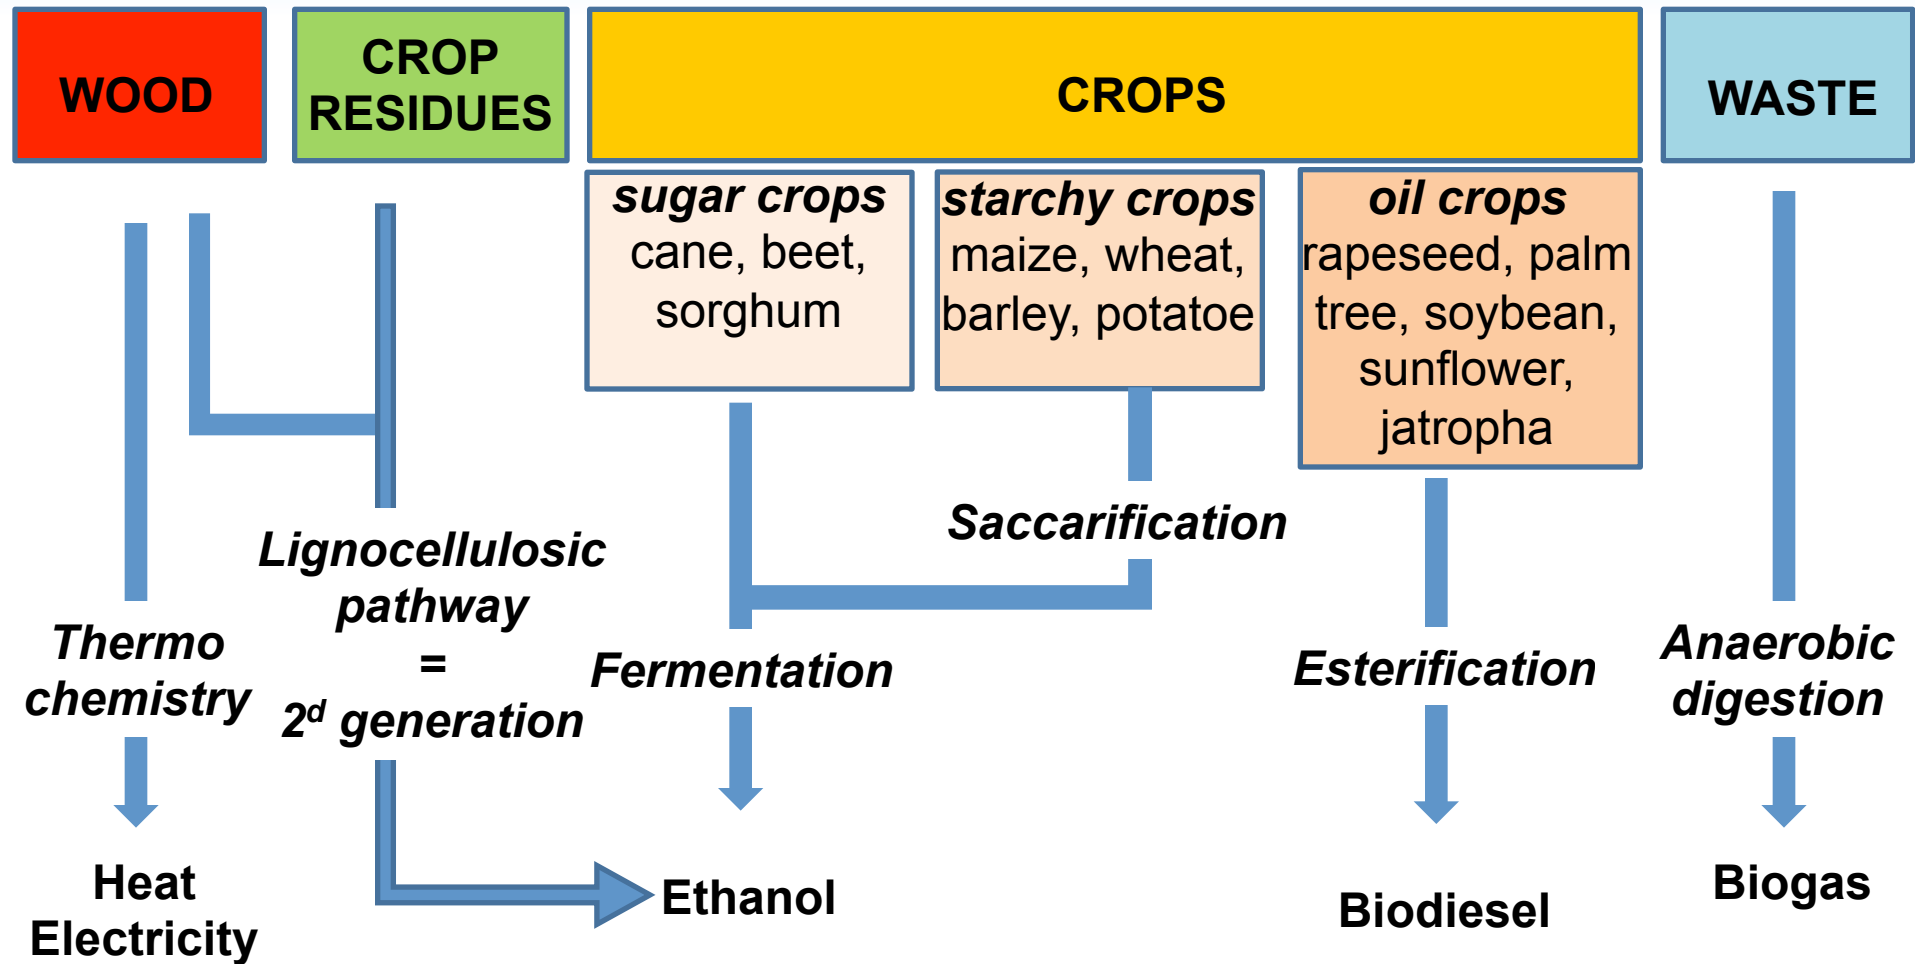 WOOD
CROP
RESIDUES
CROPS
WASTE
sugar crops
cane, beet,
sorghum
starchy crops
maize, wheat,
barley, potatoe
oil crops
rapeseed, palm
tree, soybean,
sunflower,
jatropha
Saccarification
Lignocellulosic
pathway
=
2d generation
Thermo
chemistry
Fermentation
Esterification
Anaerobic
digestion
Heat
Electricity
Ethanol
Biodiesel
Biogas